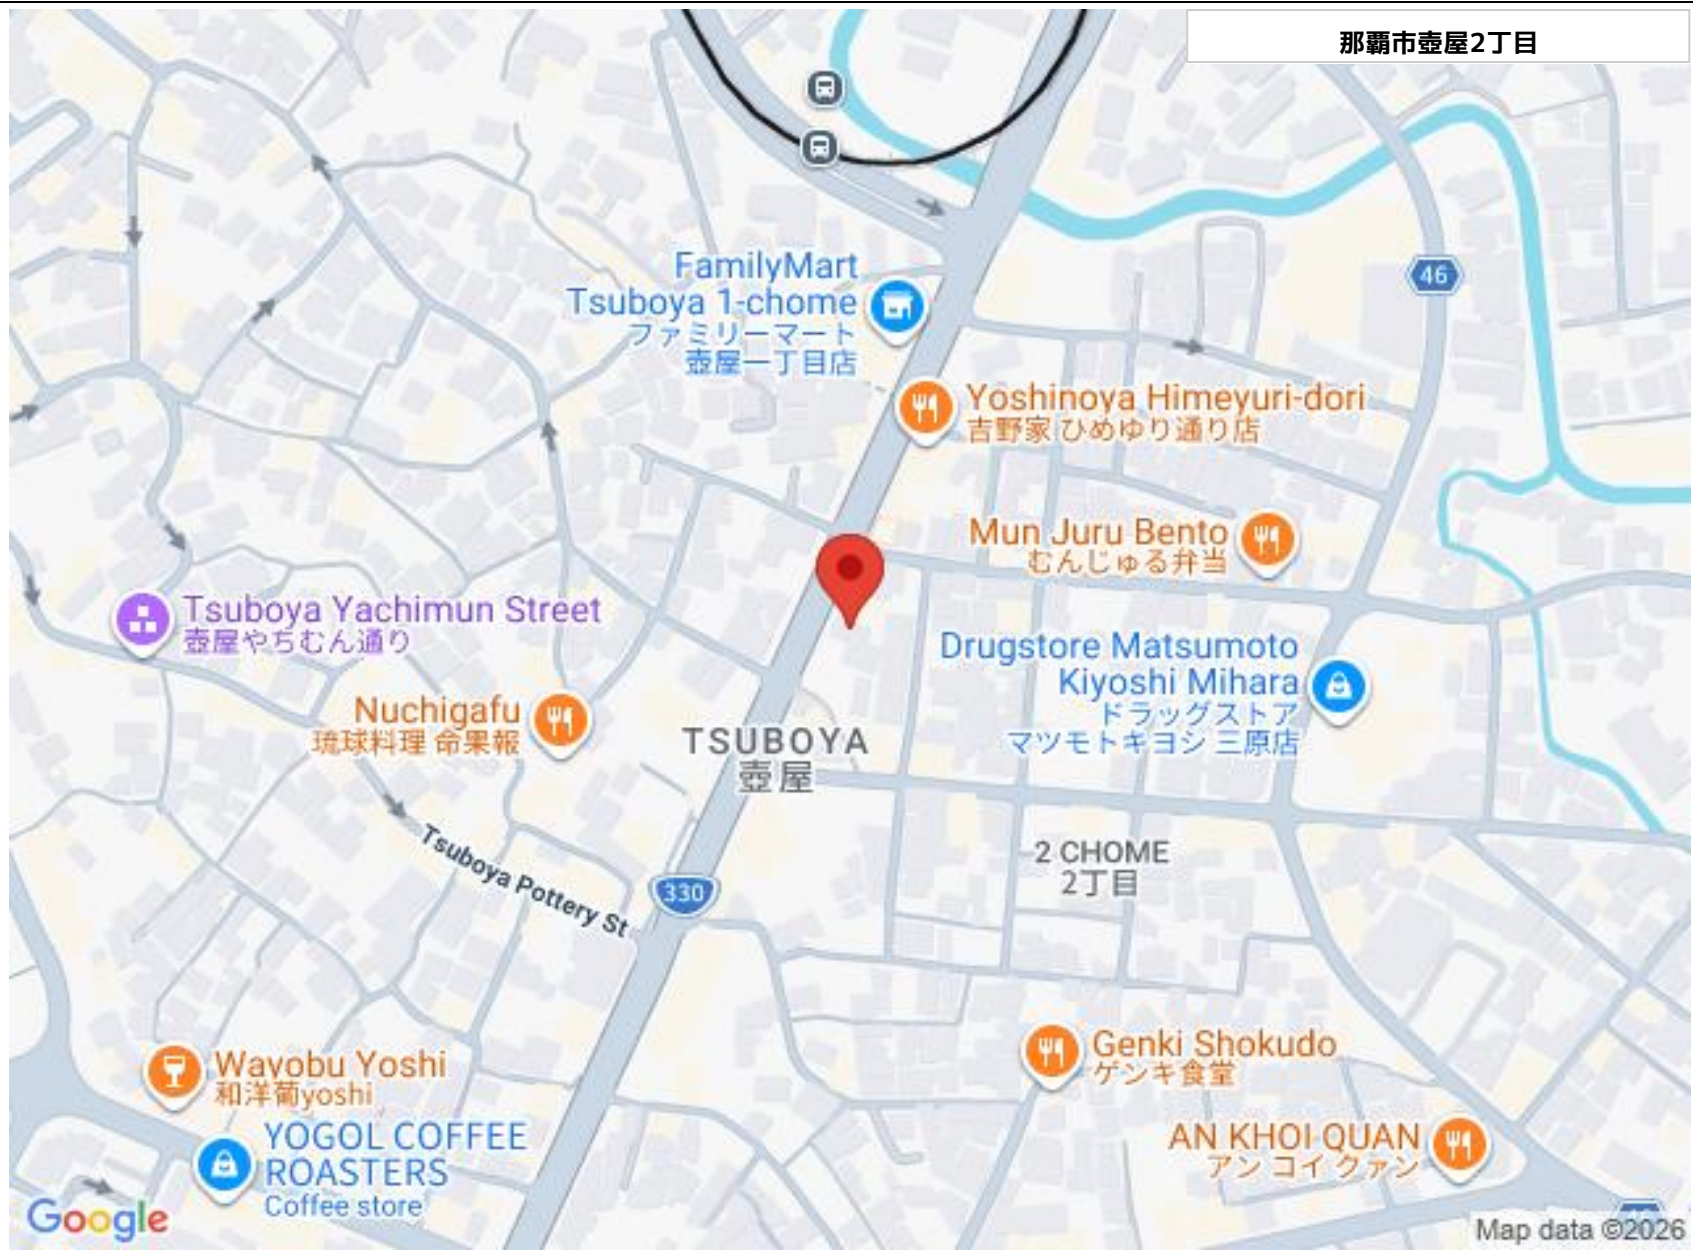 那覇市壺屋2丁目
46
FamilyMart
Tsuboya 1-chome
ファミリーマート
壺屋一丁目店
Yoshinoya Himeyuri-dori
吉野家 ひめゆり通り店
Mun Juru Bento
むんじゅる弁当
Tsuboya Yachimun Street
壺屋やちむん通り
Drugstore Matsumoto
Kiyoshi Mihara
ドラッグストア
マツモトキヨシ 三原店
Nuchigafu
琉球料理 命果報
TSUBOYA
壺屋
Tsuboya Pottery St
330
2 CHOME
2丁目
Genki Shokudo
ゲンキ食堂
Wayobu Yoshi
和洋葡yoshi
YOGOL COFFEE
ROASTERS
Coffee store
AN KHOI QUAN
アン コイ クァン
Google
Map data ©2026